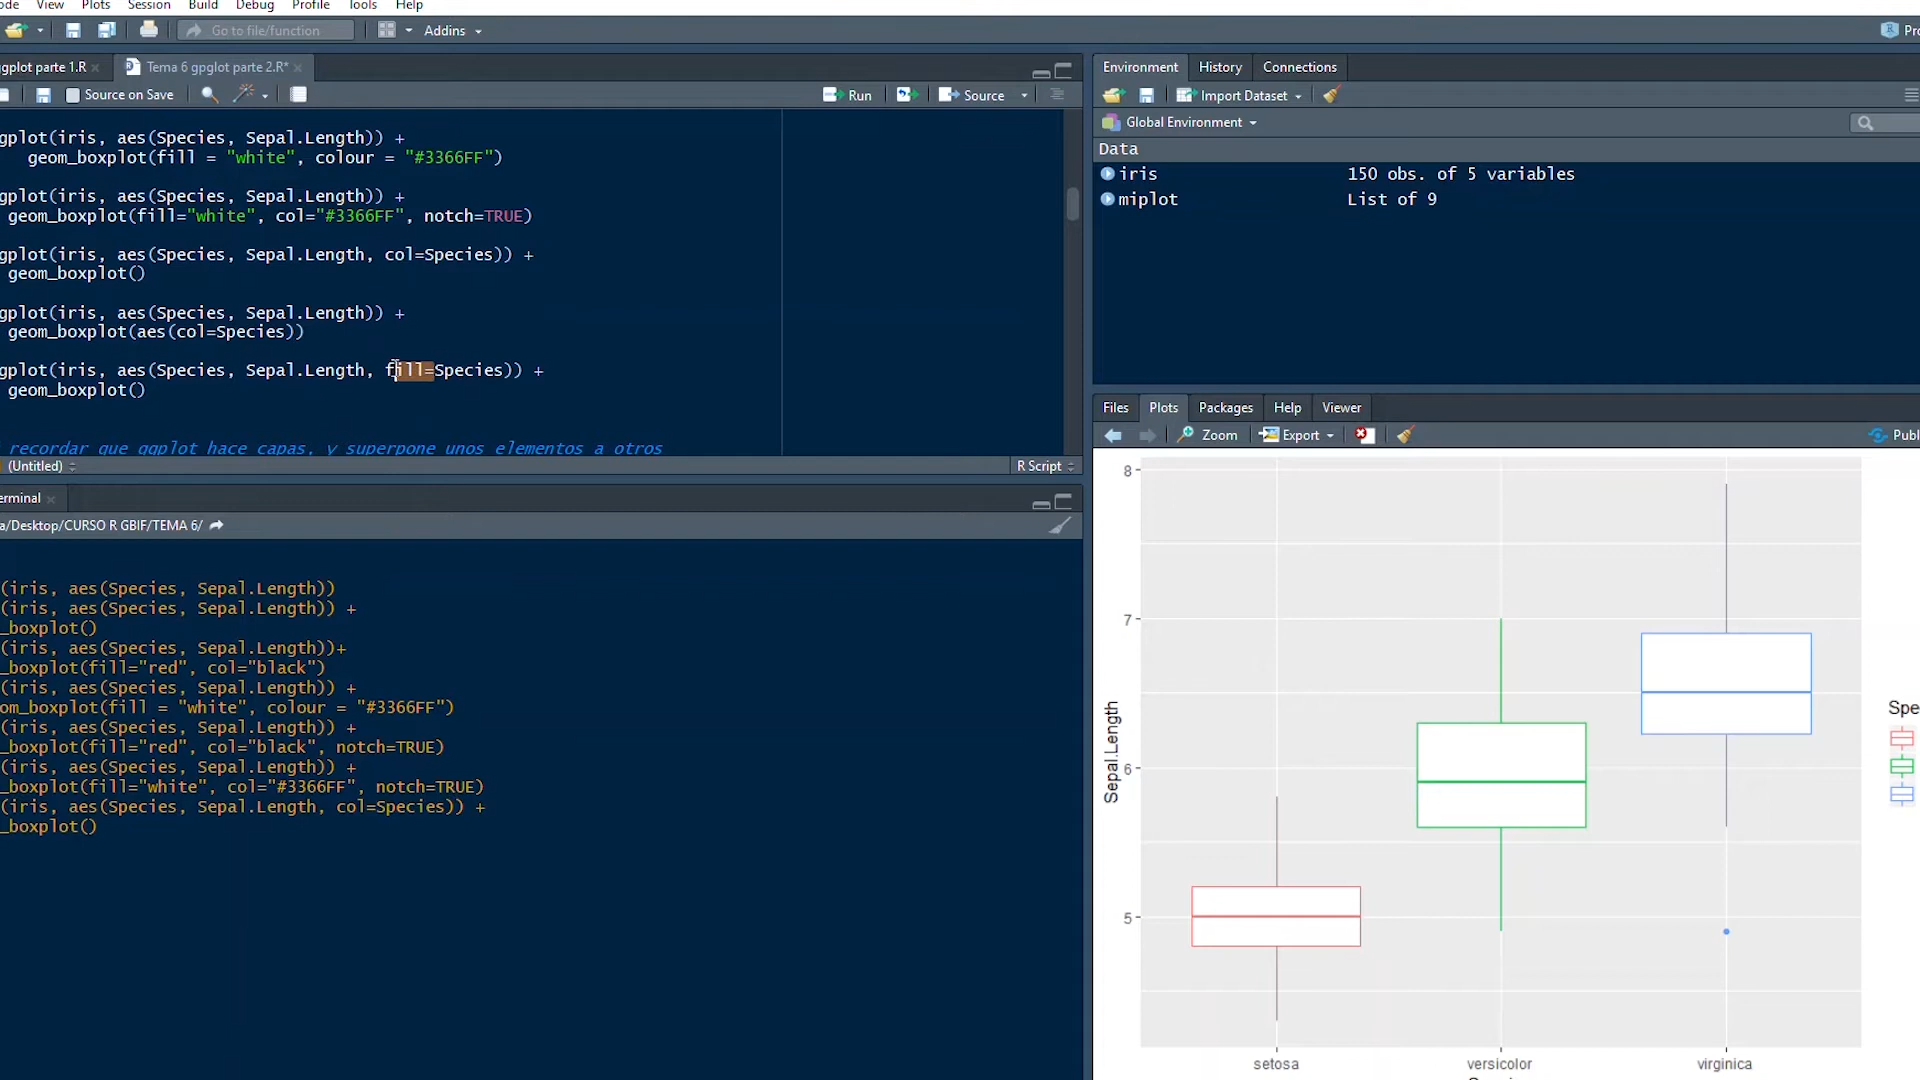 ode View Plots Session Build Debug Profile Tools Help
Go to file/function Addins Pro
gplot parte 1.R Tema 6 gpglot parte 2.R*
Source on Save Run Source
gplot(iris, aes(Species, Sepal.Length)) +
geom_boxplot(fill = "white", colour = "#3366FF")
gplot(iris, aes(Species, Sepal.Length)) +
geom_boxplot(fill="white", col="#3366FF", notch=TRUE)
gplot(iris, aes(Species, Sepal.Length, col=Species)) +
geom_boxplot()
gplot(iris, aes(Species, Sepal.Length)) +
geom_boxplot(aes(col=Species))
gplot(iris, aes(Species, Sepal.Length, fill=Species)) +
geom_boxplot()
recordar que ggplot hace capas, y superpone unos elementos a otros
(Untitled) R Script
erminal
a/Desktop/CURSO R GBIF/TEMA 6/
(iris, aes(Species, Sepal.Length))
(iris, aes(Species, Sepal.Length)) +
_boxplot()
(iris, aes(Species, Sepal.Length))+
_boxplot(fill="red", col="black")
(iris, aes(Species, Sepal.Length)) +
om_boxplot(fill = "white", colour = "#3366FF")
(iris, aes(Species, Sepal.Length)) +
_boxplot(fill="red", col="black", notch=TRUE)
(iris, aes(Species, Sepal.Length)) +
_boxplot(fill="white", col="#3366FF", notch=TRUE)
(iris, aes(Species, Sepal.Length, col=Species)) +
_boxplot()
Environment History Connections
Import Dataset
Global Environment
Data
iris 150 obs. of 5 variables
miplot List of 9
Files Plots Packages Help Viewer
Zoom Export Publ
8
7
6
5
Sepal.Length
setosa versicolor virginica
Spe